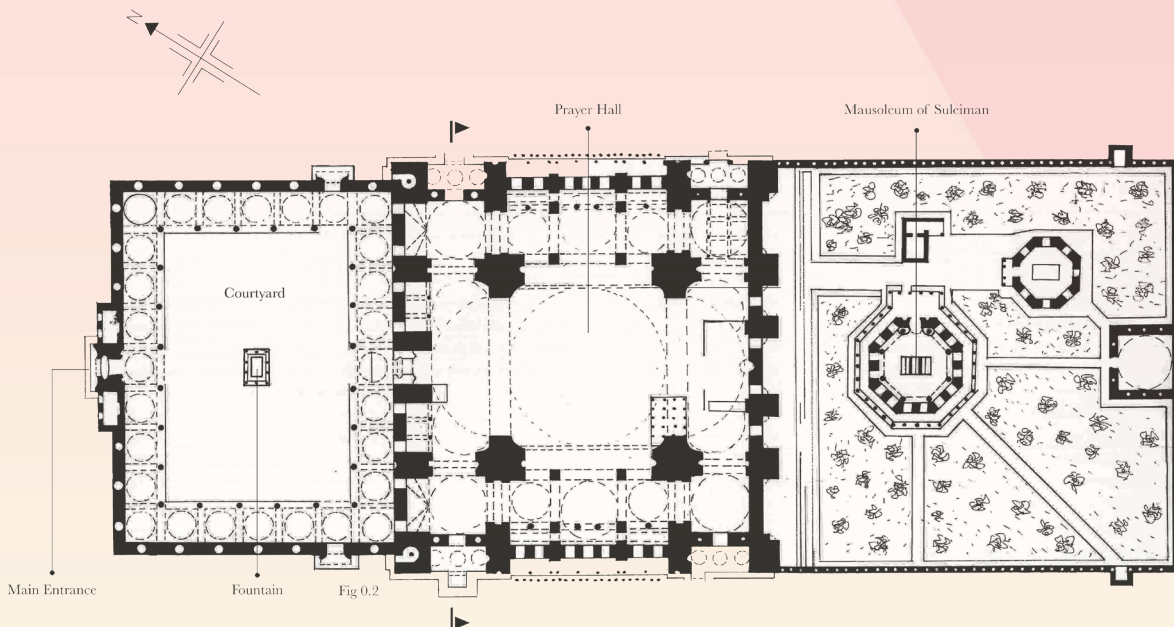 N
Prayer Hall
Mausoleum of Suleiman
Courtyard
Main Entrance
Fountain
Fig 0.2